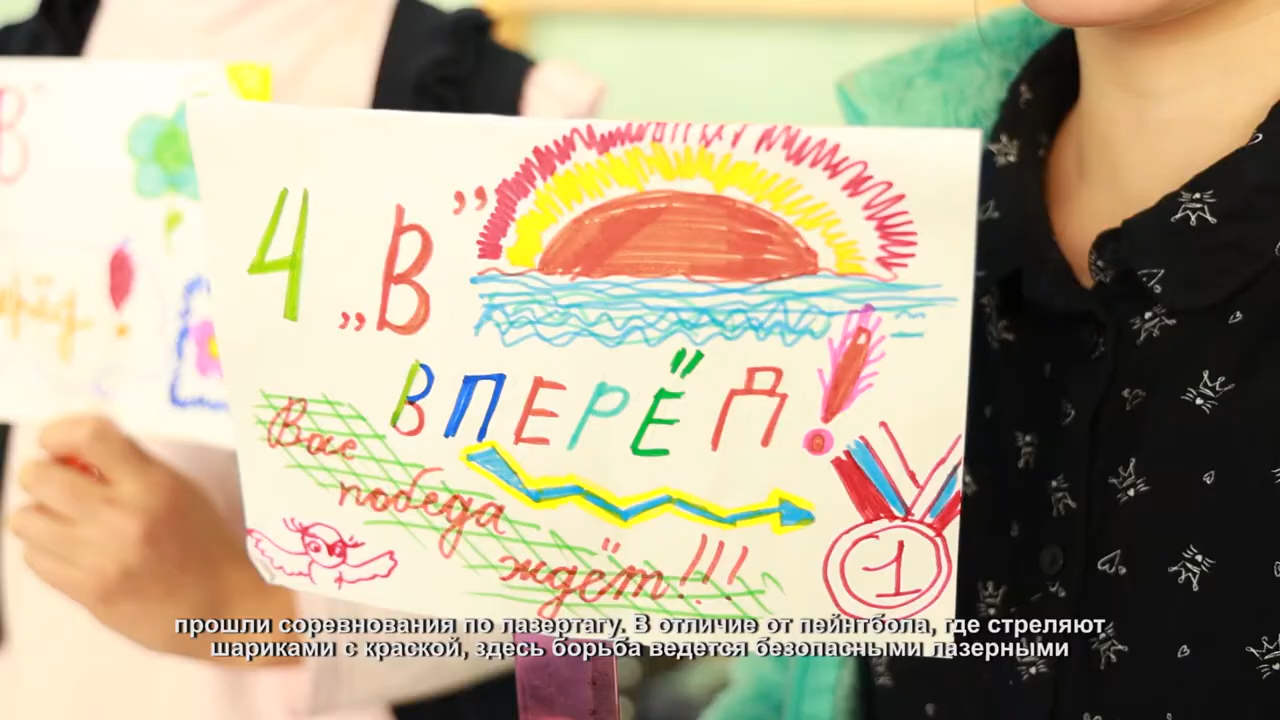 4 „В”
ВПЕРЁД!
Вас
победа
ждёт!!!
1
прошли соревнования по лазертагу. В отличие от пейнтбола, где стреляют
шариками с краской, здесь борьба ведется безопасными лазерными